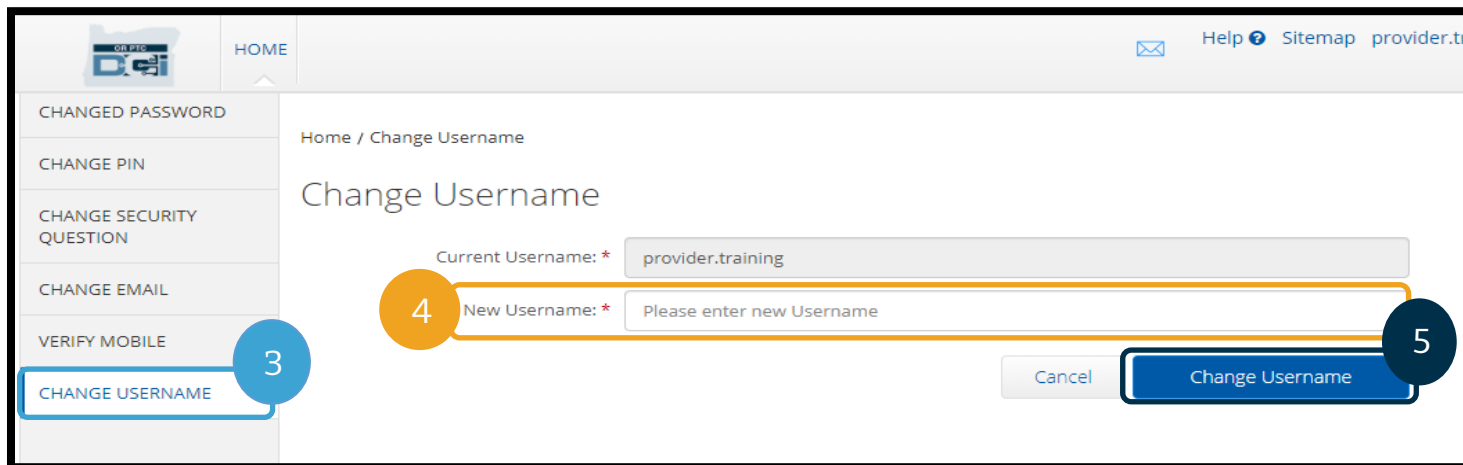 OR PTC
DCI
HOME
Help ? Sitemap provider.tr
CHANGED PASSWORD
CHANGE PIN
CHANGE SECURITY
QUESTION
CHANGE EMAIL
VERIFY MOBILE
3
CHANGE USERNAME
Home / Change Username
Change Username
Current Username: * provider.training
4
New Username: * Please enter new Username
5
Cancel
Change Username